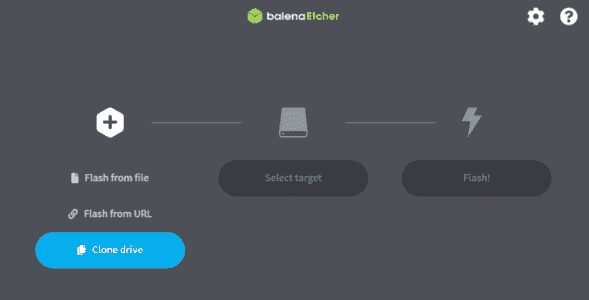 balenaEtcher
Flash from file
Select target
Flash!
Flash from URL
Clone drive